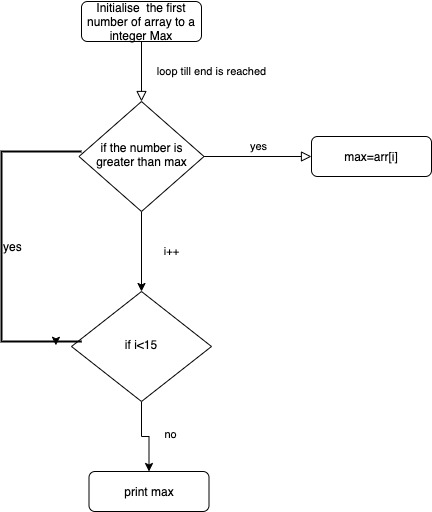 Initialise the first
number of array to a
integer Max
loop till end is reached
if the number is
greater than max
yes
max=arr[i]
yes
i++
if i<15
no
print max